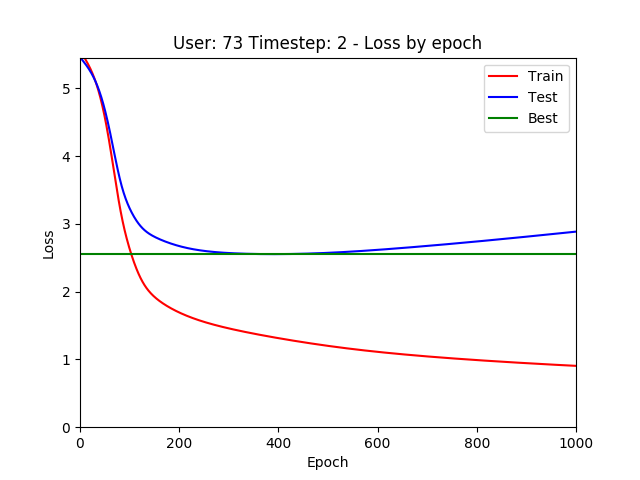 User: 73 Timestep: 2 - Loss by epoch
Train
Test
Best
5
4
3
2
1
0
Loss
0 200 400 600 800 1000
Epoch